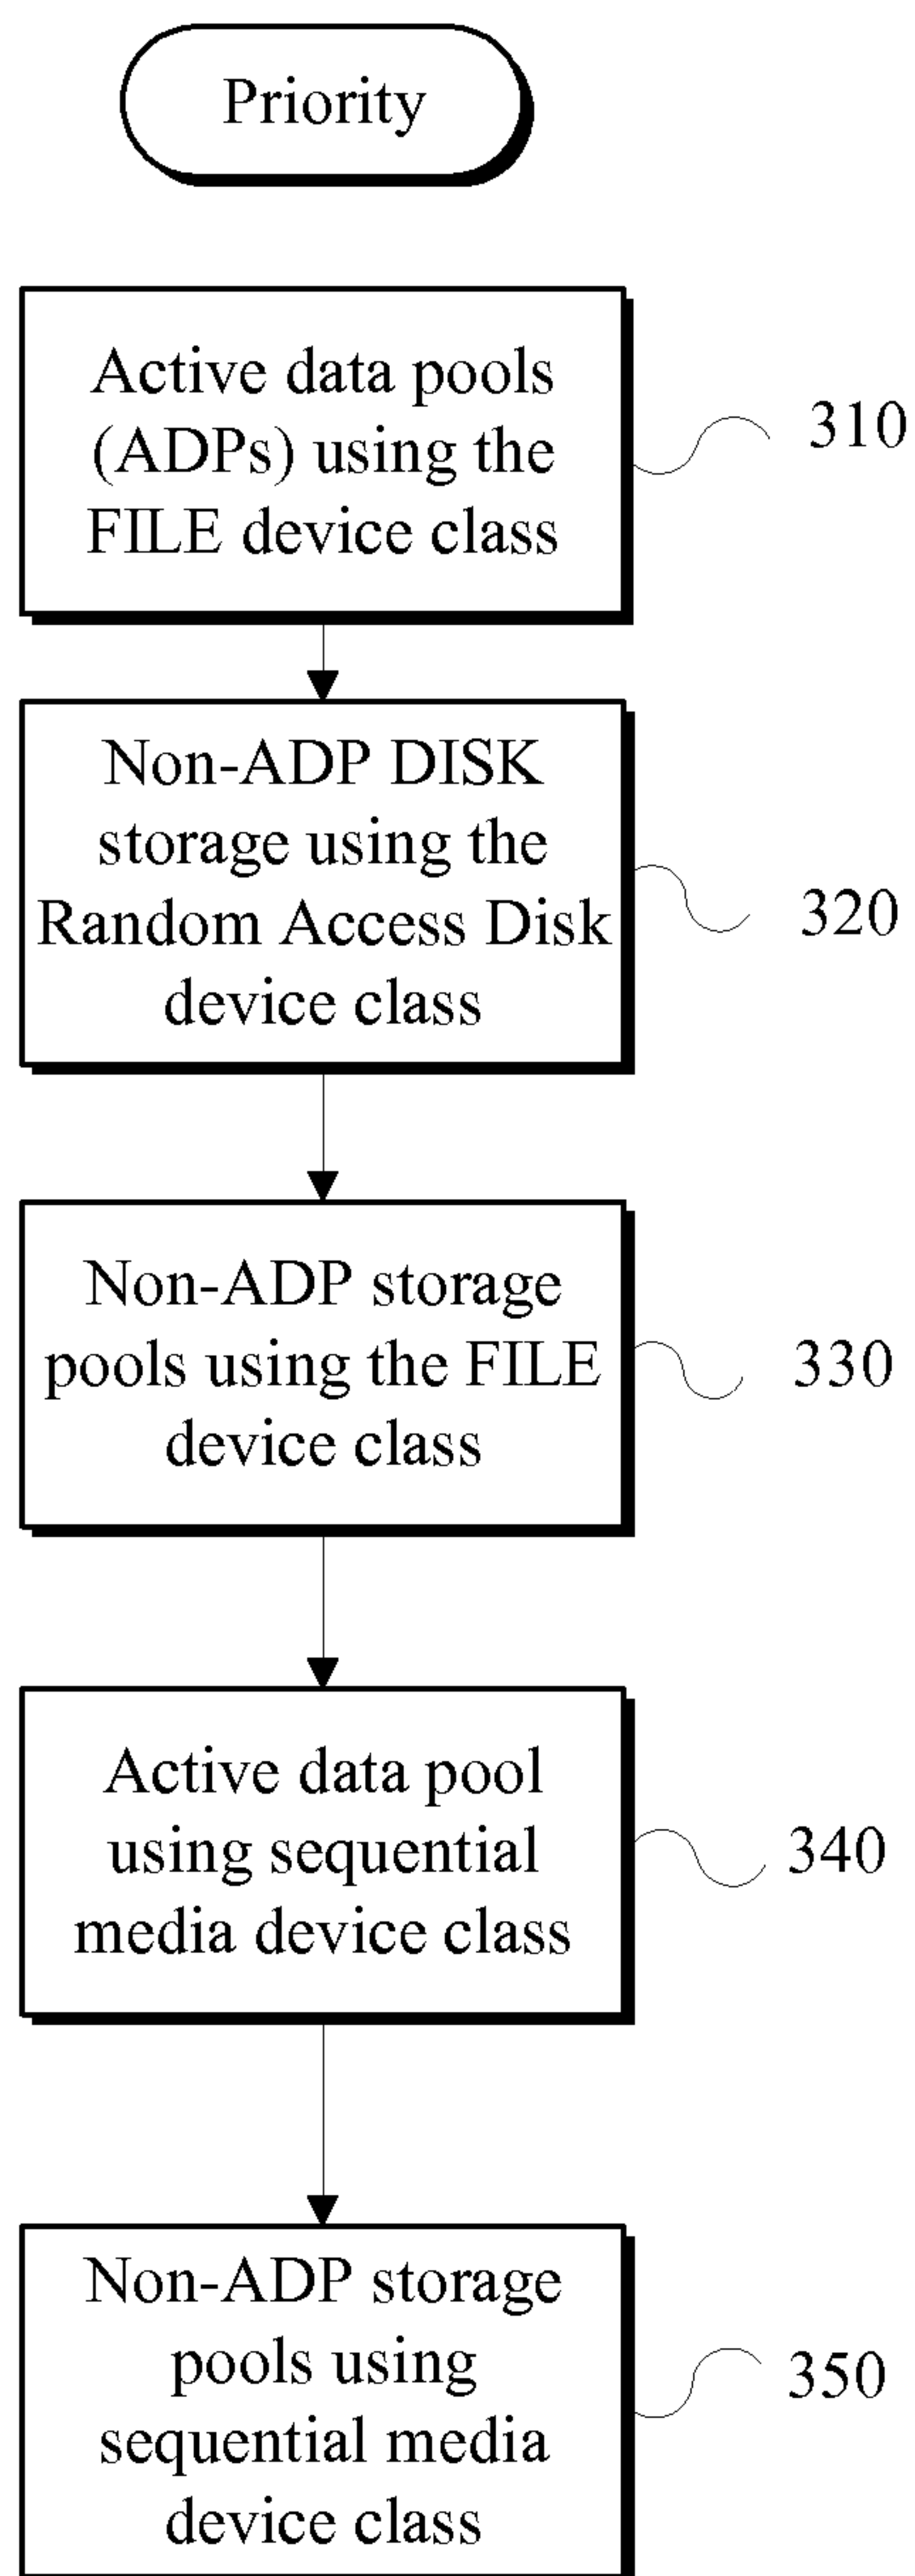 Priority
Active data pools
(ADPs) using the
FILE device class
310
Non-ADP DISK
storage using the
Random Access Disk
device class
320
Non-ADP storage
pools using the FILE
device class
330
Active data pool
using sequential
media device class
340
Non-ADP storage
pools using
sequential media
device class
350